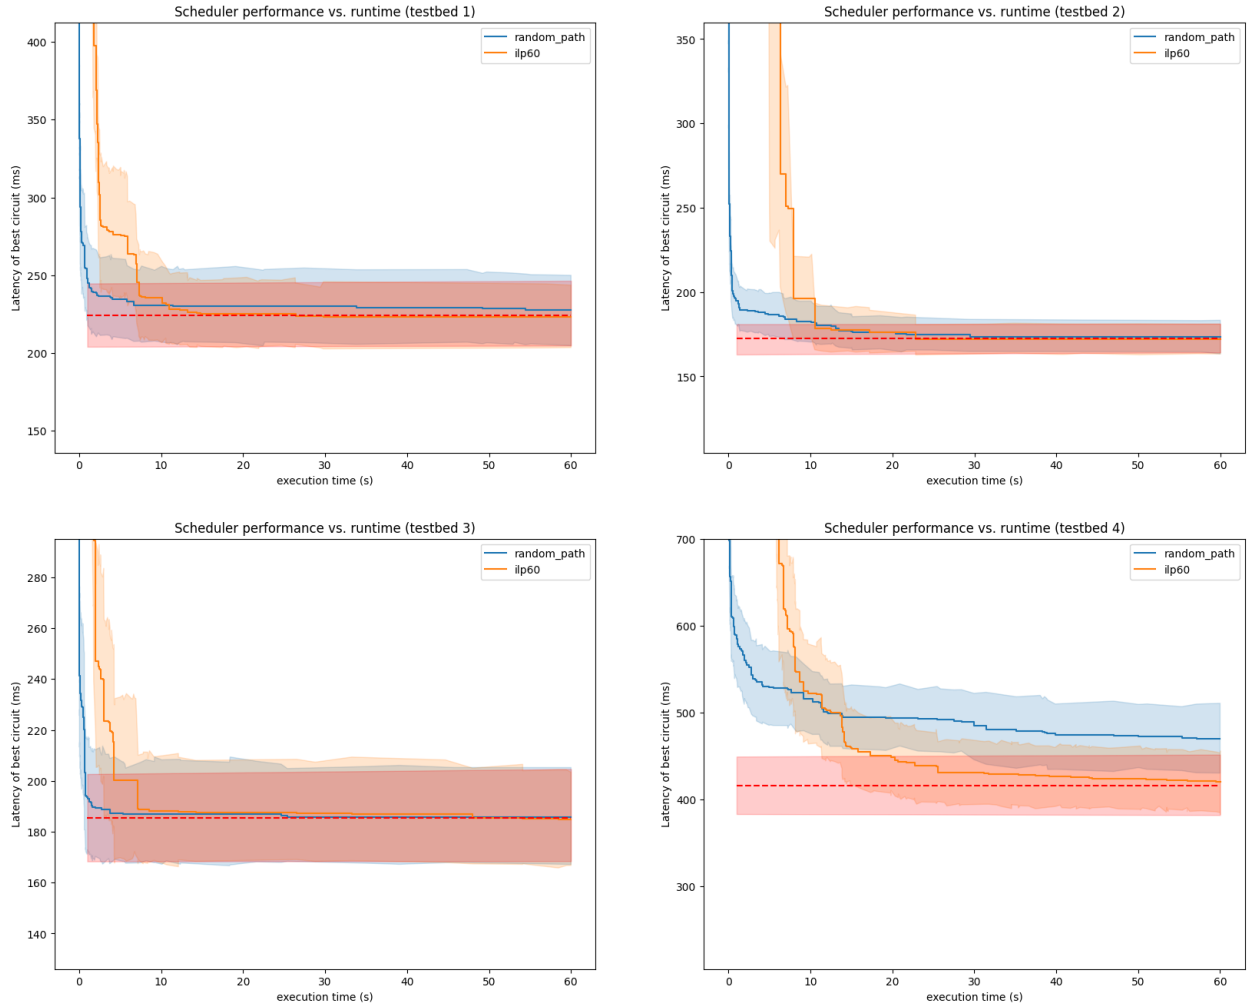 Scheduler performance vs. runtime (testbed 1)
Latency of best circuit (ms)
400
350
300
250
200
150
random_path
ilp60
0 10 20 30 40 50 60
execution time (s)
Scheduler performance vs. runtime (testbed 2)
Latency of best circuit (ms)
350
300
250
200
150
random_path
ilp60
0 10 20 30 40 50 60
execution time (s)
Scheduler performance vs. runtime (testbed 3)
Latency of best circuit (ms)
280
260
240
220
200
180
160
140
random_path
ilp60
0 10 20 30 40 50 60
execution time (s)
Scheduler performance vs. runtime (testbed 4)
Latency of best circuit (ms)
700
600
500
400
300
random_path
ilp60
0 10 20 30 40 50 60
execution time (s)